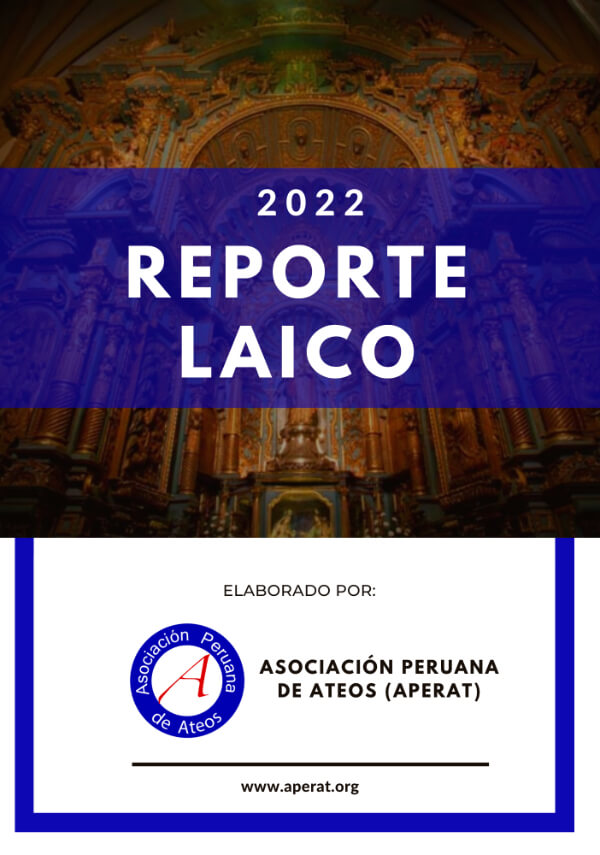 2022
REPORTE
LAICO
ELABORADO POR:
Asociación Peruana
de Ateos
A
ASOCIACIÓN PERUANA
DE ATEOS (APERAT)
www.aperat.org